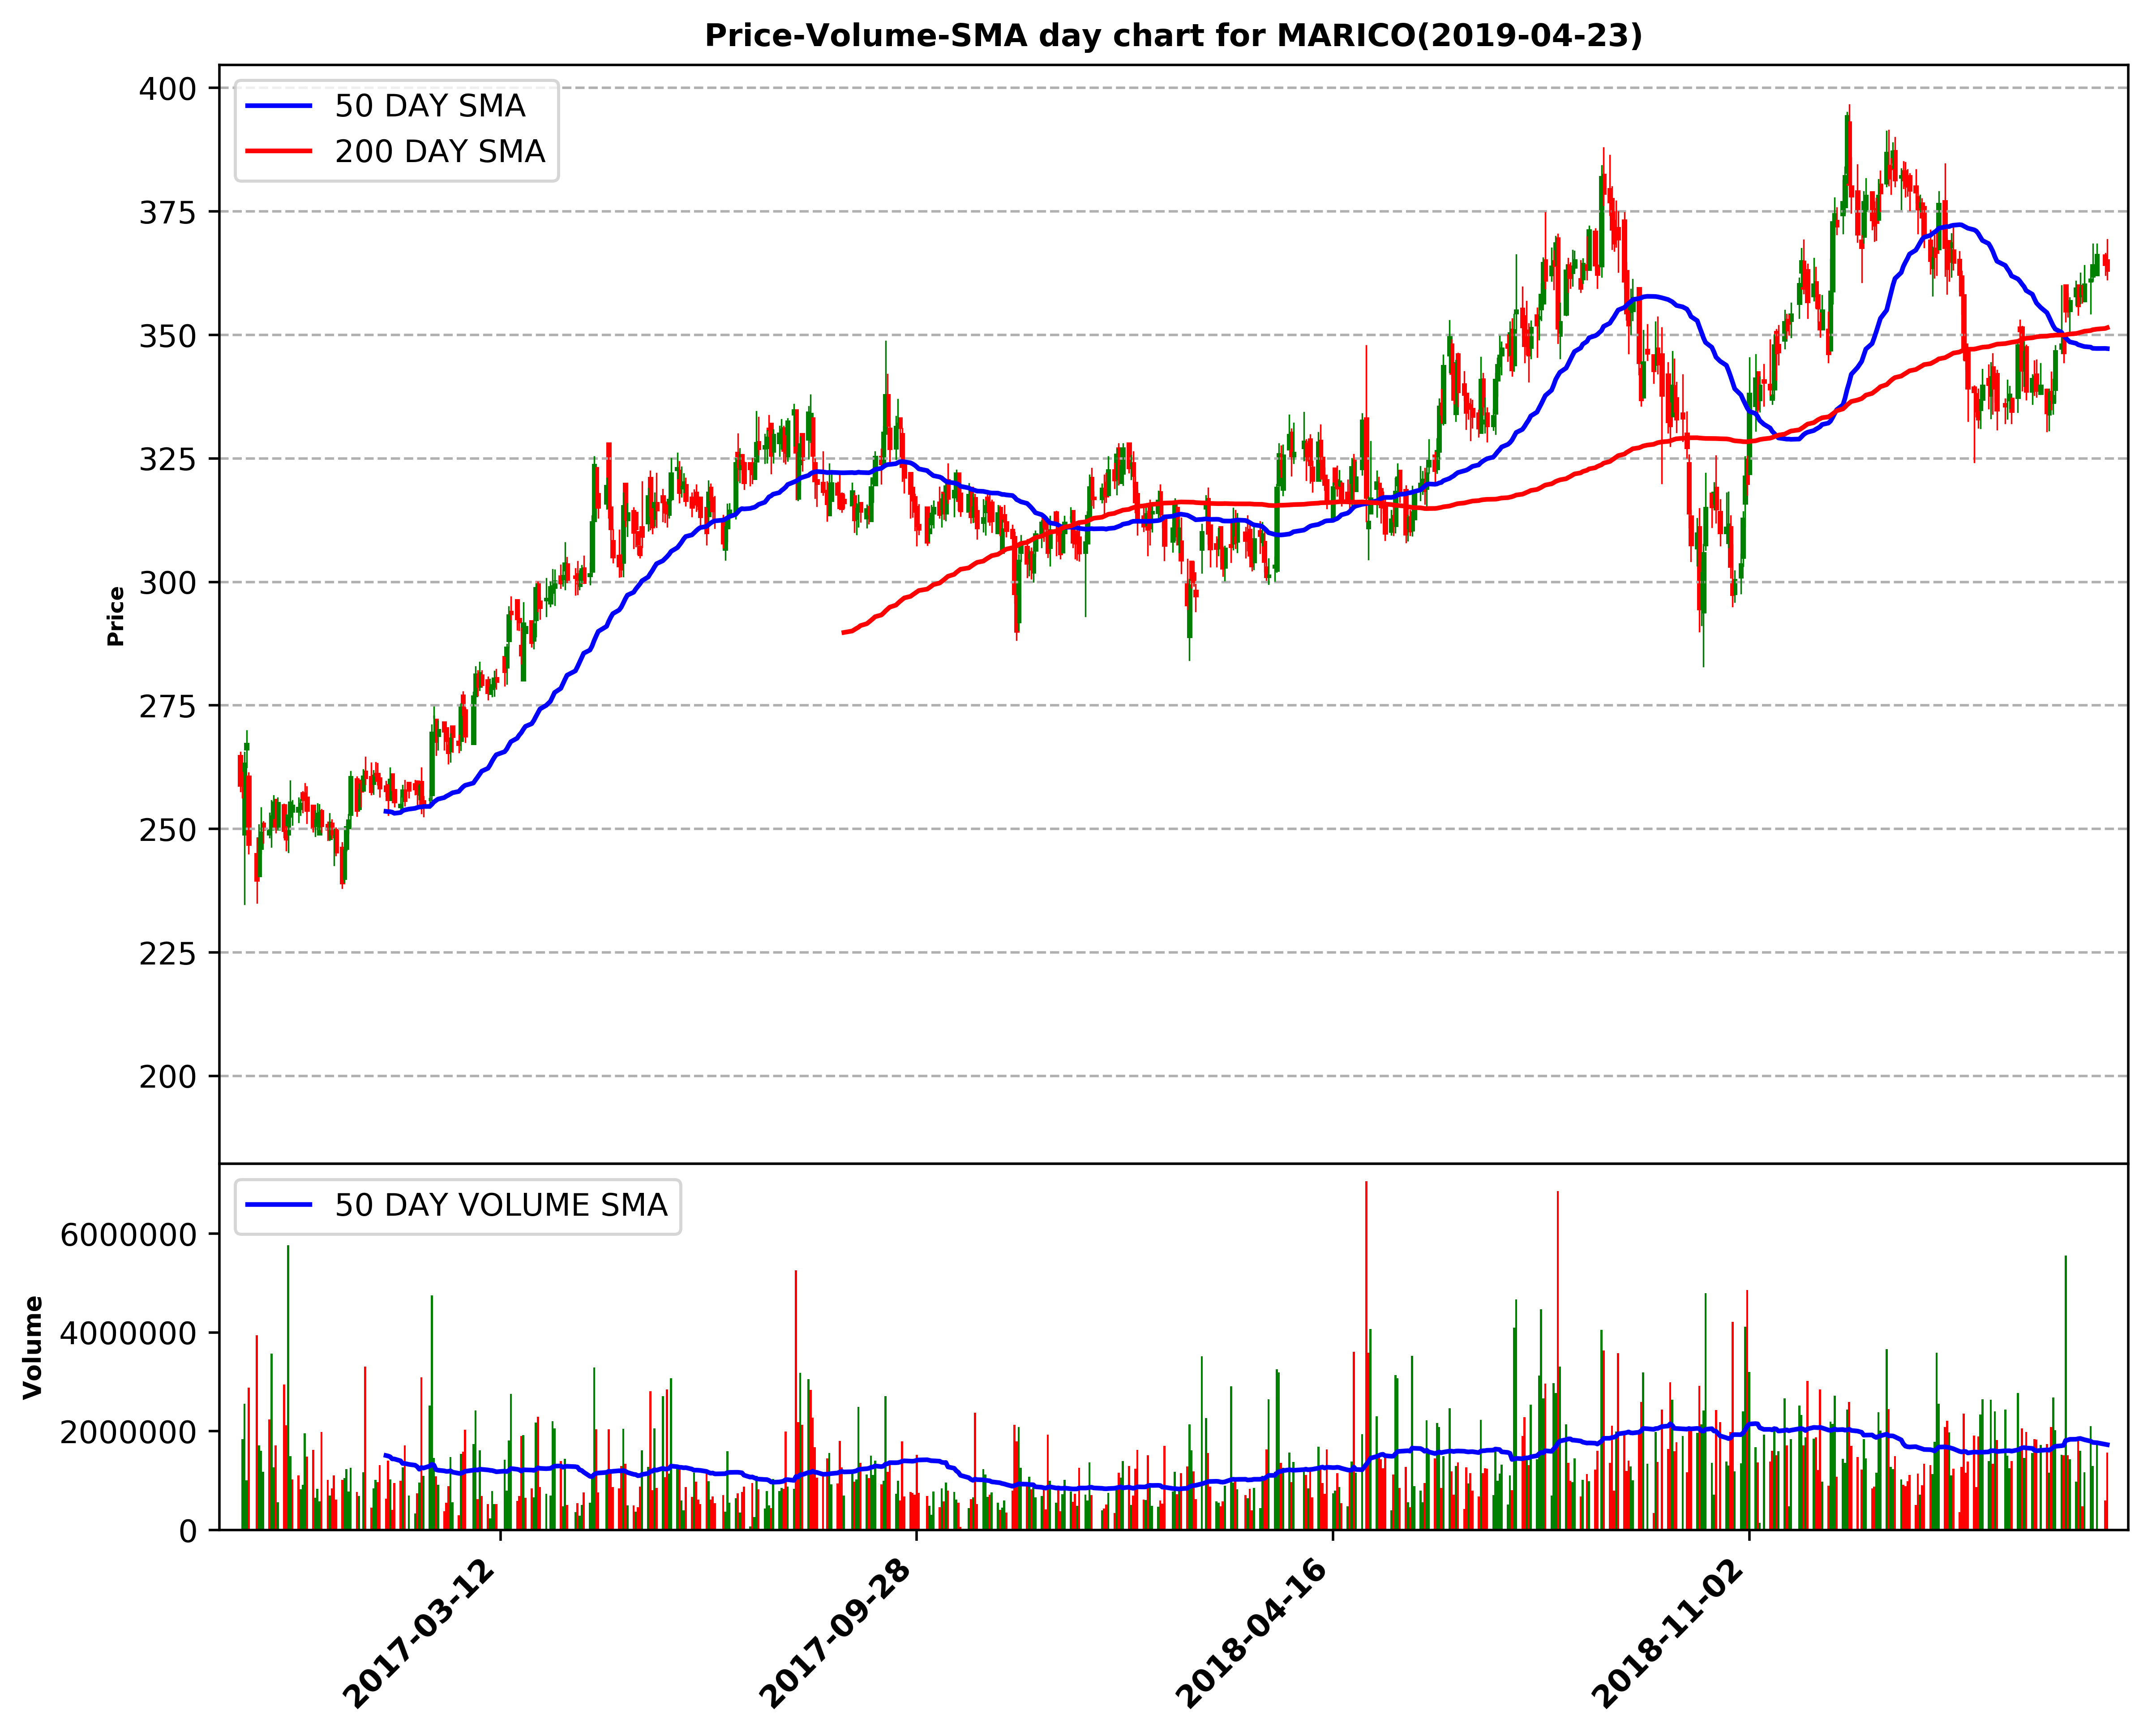 Price-Volume-SMA day chart for MARICO(2019-04-23)
50 DAY SMA
200 DAY SMA
400
375
350
325
300
275
250
225
200
Price
50 DAY VOLUME SMA
6000000
4000000
2000000
0
Volume
2017-03-12
2017-09-28
2018-04-16
2018-11-02